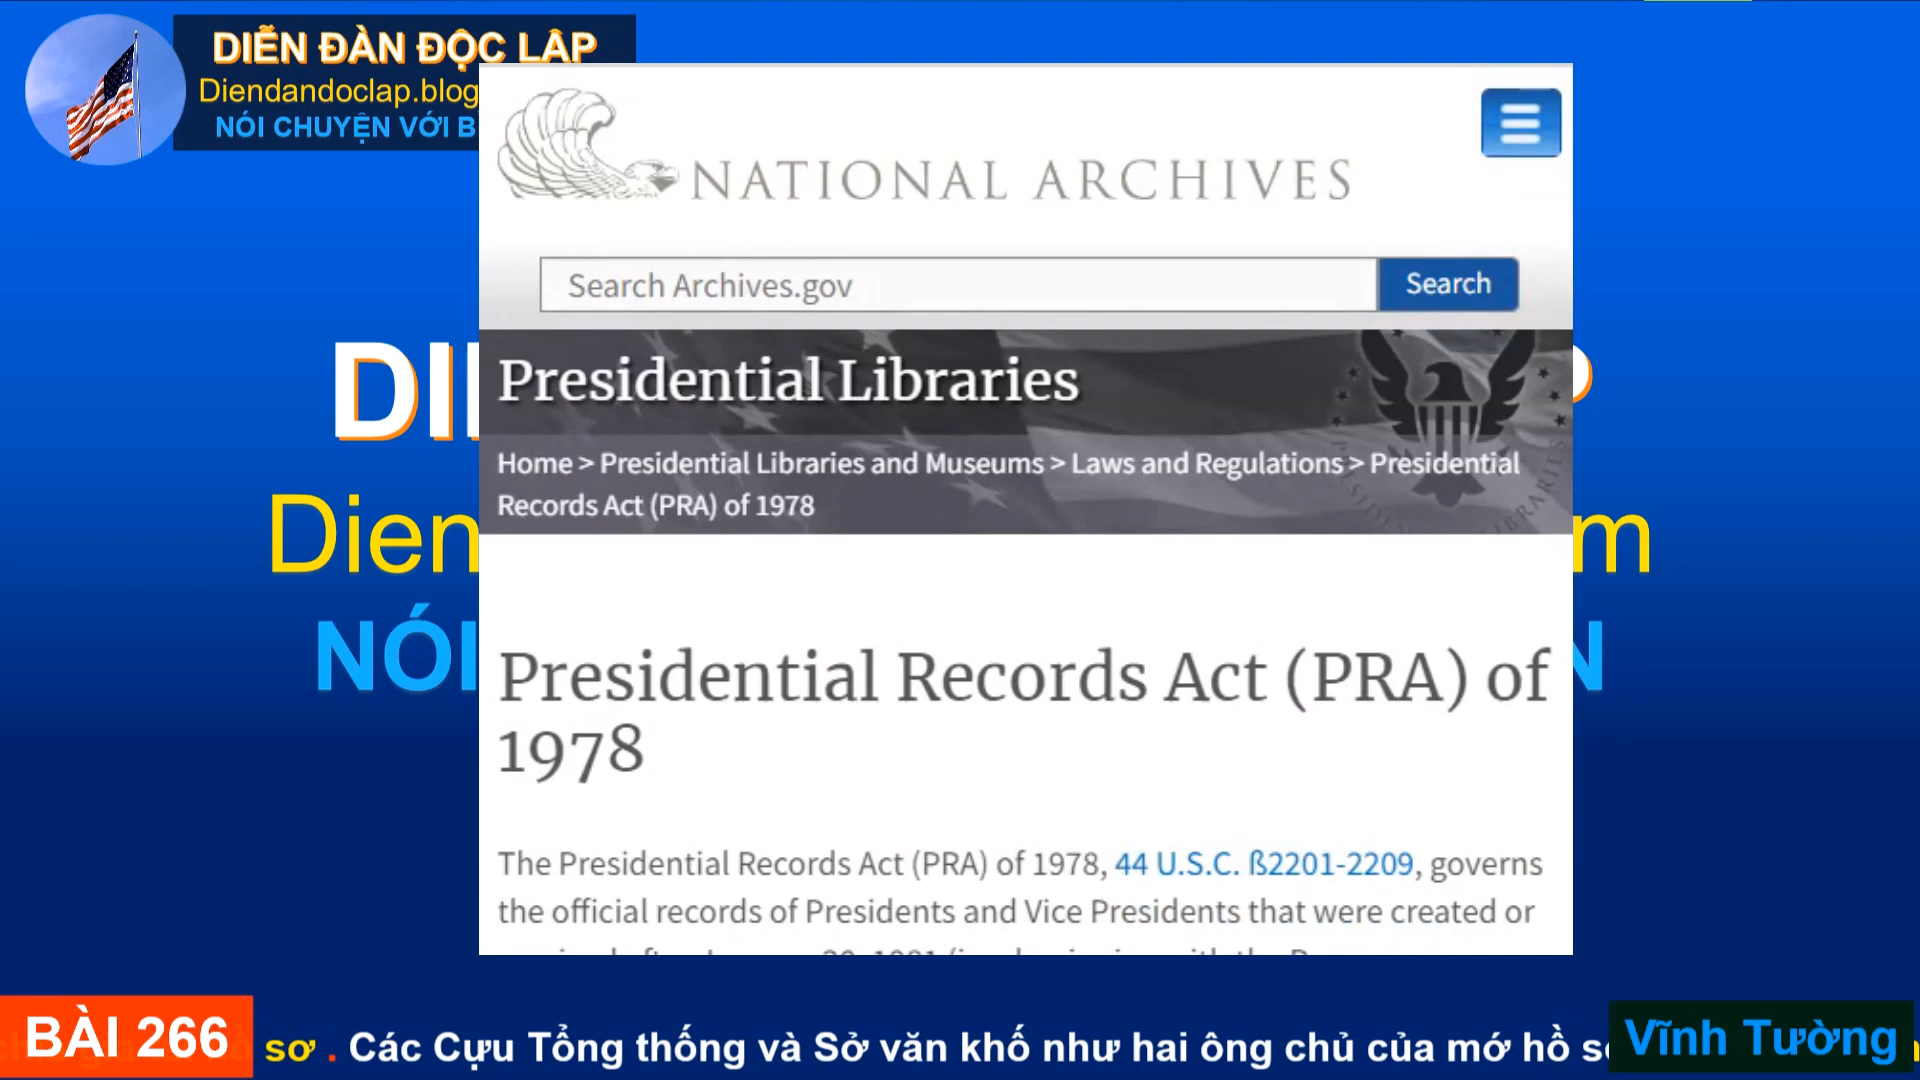 DIỄN ĐÀN ĐỘC LẬP
Diendandoclap.blog
NÓI CHUYỆN VỚI B
NATIONAL ARCHIVES
Search Archives.gov
Search
Presidential Libraries
Home > Presidential Libraries and Museums > Laws and Regulations > Presidential
Records Act (PRA) of 1978
Presidential Records Act (PRA) of
1978
The Presidential Records Act (PRA) of 1978, 44 U.S.C. ß2201-2209, governs
the official records of Presidents and Vice Presidents that were created or
Dien
m
NÓI
N
BÀI 266
sơ . Các Cựu Tổng thống và Sở văn khố như hai ông chủ của mớ hồ
Vĩnh Tường